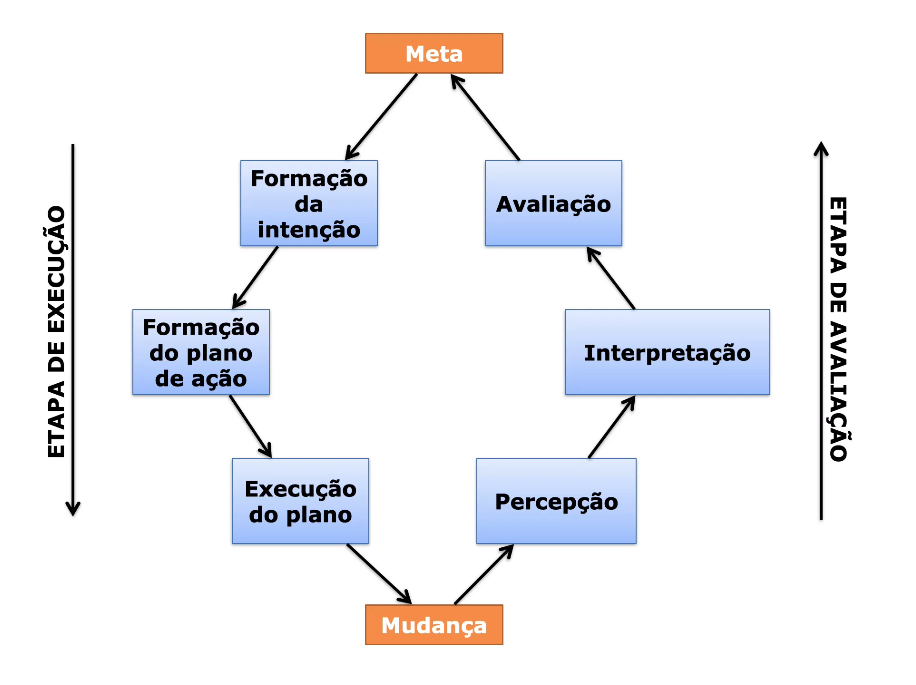 Meta
Formação
da
intenção
Avaliação
ETAPA DE EXECUÇÃO
ETAPA DE AVALIAÇÃO
Formação
do plano
de ação
Interpretação
Execução
do plano
Percepção
Mudança